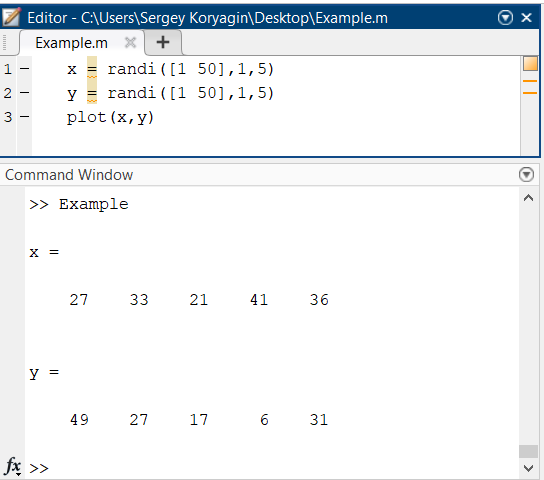 Editor - C:\Users\Sergey Koryagin\Desktop\Example.m
Example.m
1 - x = randi([1 50],1,5)
2 - y = randi([1 50],1,5)
3 - plot(x,y)
Command Window
>> Example
x =
27 33 21 41 36
y =
49 27 17 6 31
fx >>